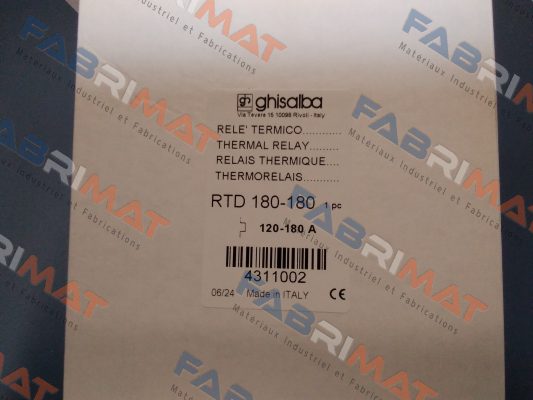 gh ghisalba
Via Tevere 15 10098 Rivoli - Italy
RELE' TERMICO...........
THERMAL RELAY........
RELAIS THERMIQUE....
THERMORELAIS...........
RTD 180-180 1 pc
120-180 A
4311002
06/24 Made in ITALY CE
FABRIMAT
Materiaux Industriel et Fabrications
FABRIMAT
Materiaux Industriel et Fabrications
FABRIMAT
Materiaux Industriel et Fabrications
FABRIMAT
Materiaux Industriel et Fabrications
FABRIMAT
Materiaux Industriel et Fabrications